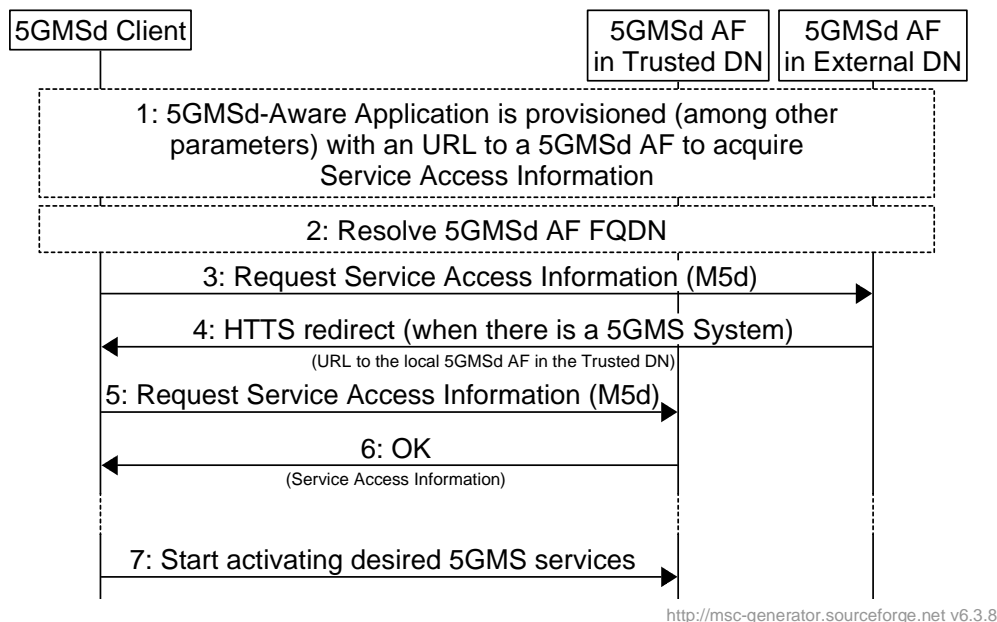 5GMSd Client
5GMSd AF
in Trusted DN
5GMSd AF
in External DN
1: 5GMSd-Aware Application is provisioned (among other
parameters) with an URL to a 5GMSd AF to acquire
Service Access Information
2: Resolve 5GMSd AF FQDN
3: Request Service Access Information (M5d)
4: HTTS redirect (when there is a 5GMS System)
(URL to the local 5GMSd AF in the Trusted DN)
5: Request Service Access Information (M5d)
6: OK
(Service Access Information)
7: Start activating desired 5GMS services
http://msc-generator.sourceforge.net v6.3.8